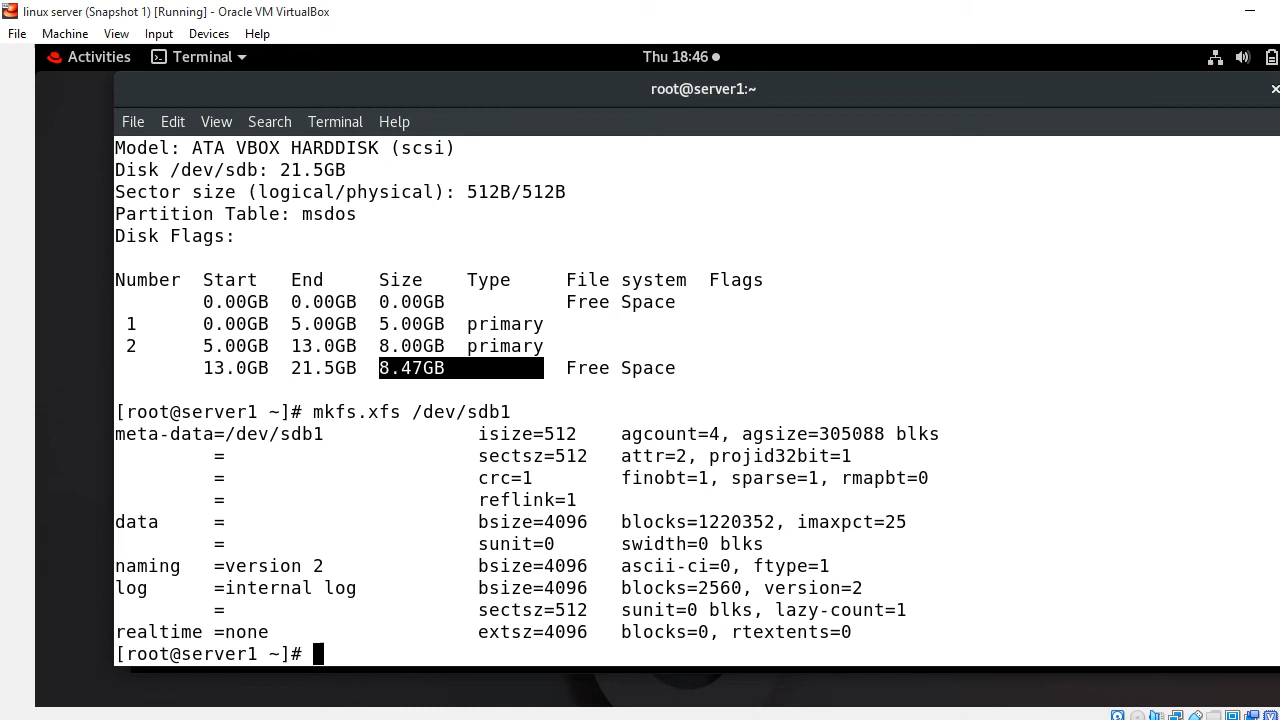 linux server (Snapshot 1) [Running] - Oracle VM VirtualBox
File Machine View Input Devices Help
Activities Terminal Thu 18:46
root@server1:~
File Edit View Search Terminal Help
Model: ATA VBOX HARDDISK (scsi)
Disk /dev/sdb: 21.5GB
Sector size (logical/physical): 512B/512B
Partition Table: msdos
Disk Flags:
Number Start End Size Type File system Flags
0.00GB 0.00GB 0.00GB Free Space
1 0.00GB 5.00GB 5.00GB primary
2 5.00GB 13.0GB 8.00GB primary
13.0GB 21.5GB 8.47GB Free Space
[root@server1 ~]# mkfs.xfs /dev/sdb1
meta-data=/dev/sdb1 isize=512 agcount=4, agsize=305088 blks
= sectsz=512 attr=2, projid32bit=1
= crc=1 finobt=1, sparse=1, rmapbt=0
= reflink=1
data = bsize=4096 blocks=1220352, imaxpct=25
= sunit=0 swidth=0 blks
naming =version 2 bsize=4096 ascii-ci=0, ftype=1
log =internal log bsize=4096 blocks=2560, version=2
= sectsz=512 sunit=0 blks, lazy-count=1
realtime =none extsz=4096 blocks=0, rtextents=0
[root@server1 ~]#